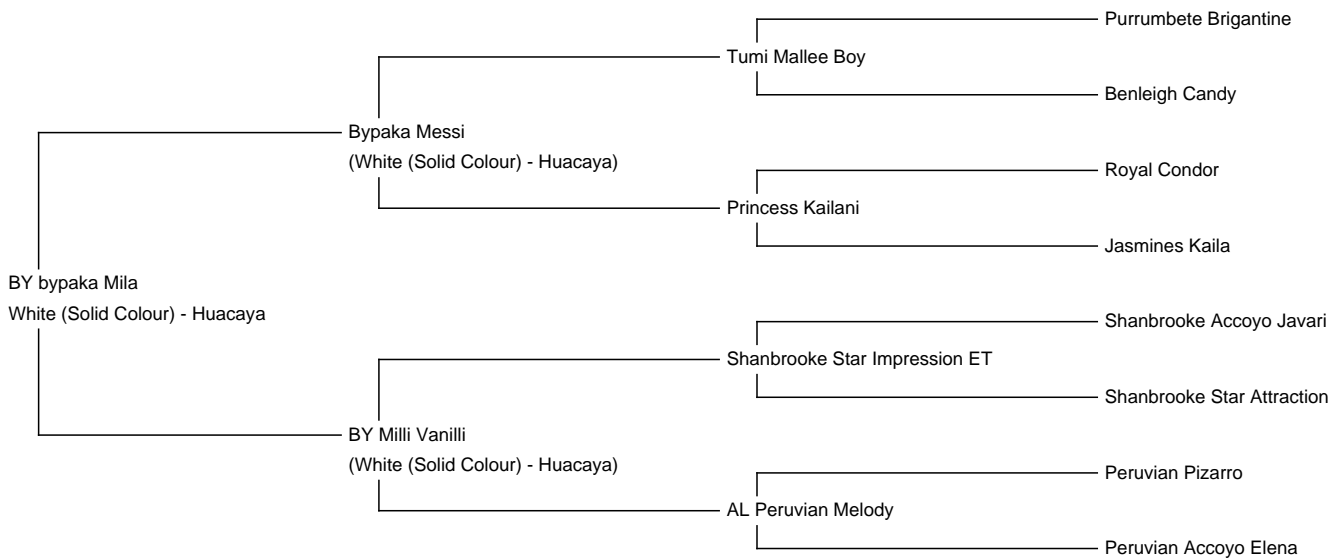 Purrumbete Brigantine
Tumi Mallee Boy
Benleigh Candy
Bypaka Messi
(White (Solid Colour) - Huacaya)
Royal Condor
Princess Kailani
Jasmines Kaila
BY bypaka Mila
White (Solid Colour) - Huacaya
Shanbrooke Accoyo Javari
Shanbrooke Star Impression ET
Shanbrooke Star Attraction
BY Milli Vanilli
(White (Solid Colour) - Huacaya)
Peruvian Pizarro
AL Peruvian Melody
Peruvian Accoyo Elena